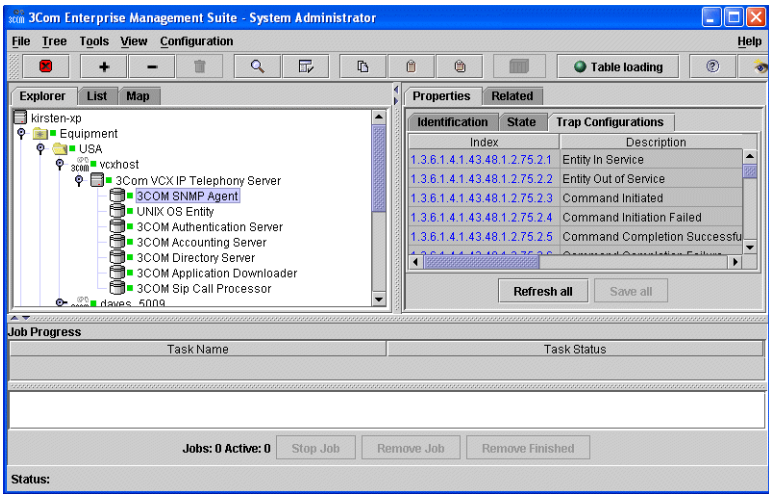 3Com Enterprise Management Suite - System Administrator
File Tree Tools View Configuration Help
Table loading
Explorer List Map
kirsten-xp
Equipment
USA
vcxhost
3Com VCX IP Telephony Server
3COM SNMP Agent
UNIX OS Entity
3COM Authentication Server
3COM Accounting Server
3COM Directory Server
3COM Application Downloader
3COM Sip Call Processor
daves_5009
Properties Related
Identification State Trap Configurations
Index Description
1.3.6.1.4.1.43.48.1.2.75.2.1 Entity In Service
1.3.6.1.4.1.43.48.1.2.75.2.2 Entity Out of Service
1.3.6.1.4.1.43.48.1.2.75.2.3 Command Initiated
1.3.6.1.4.1.43.48.1.2.75.2.4 Command Initiation Failed
1.3.6.1.4.1.43.48.1.2.75.2.5 Command Completion Successfu
Refresh all Save all
Job Progress
Task Name Task Status
Jobs: 0 Active: 0 Stop Job Remove Job Remove Finished
Status: